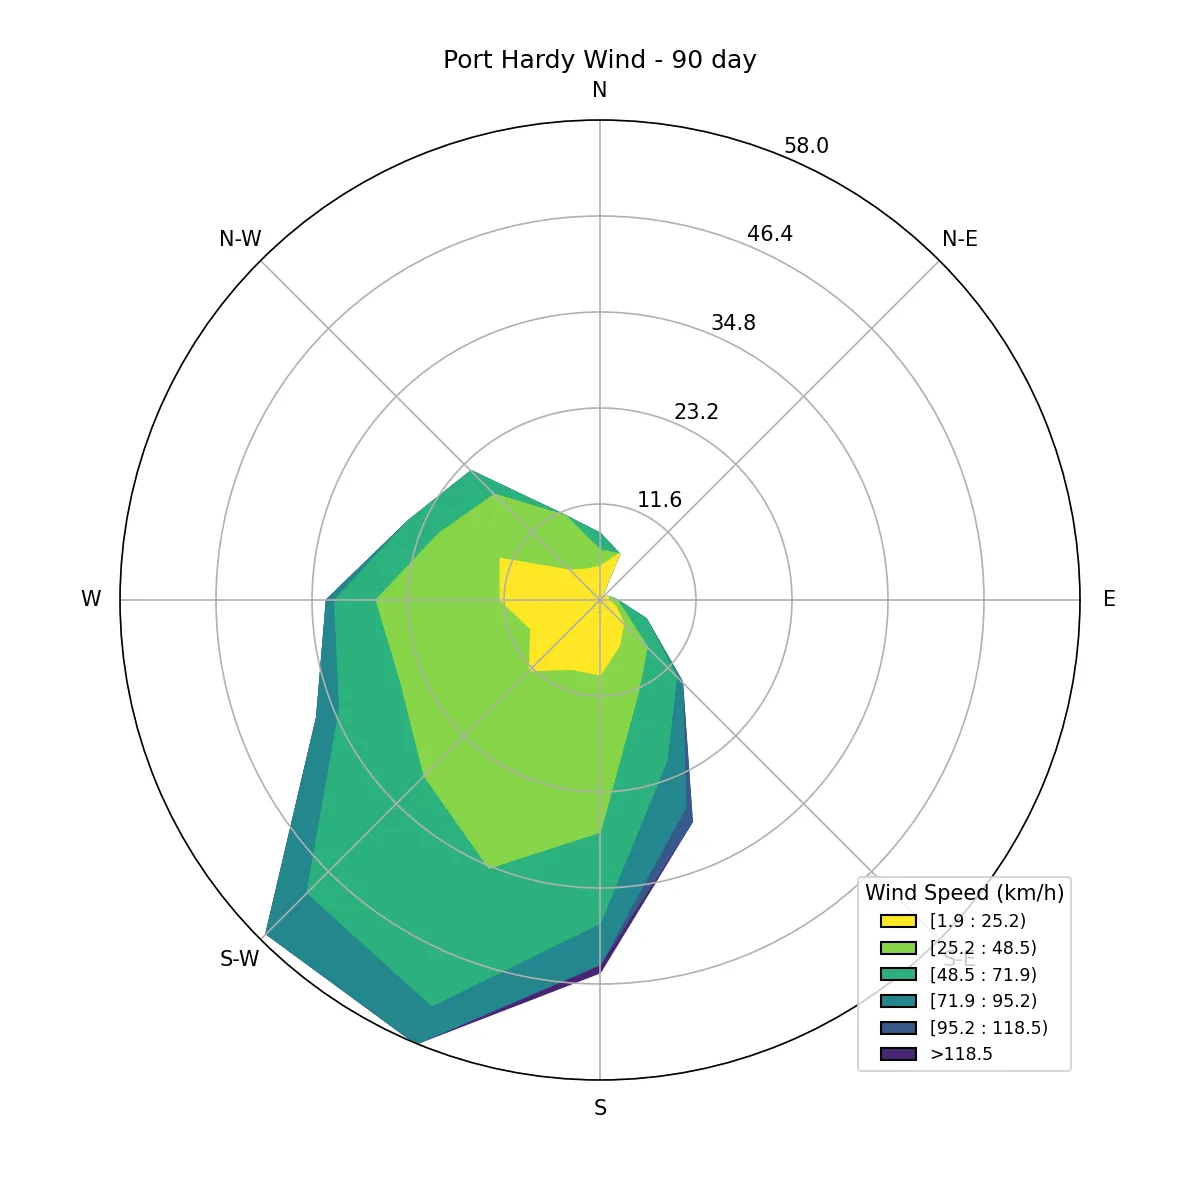 Port Hardy Wind - 90 day
N
58.0
46.4
N-W
N-E
34.8
23.2
11.6
W
E
S-W
S-E
Wind Speed (km/h)
[1.9 : 25.2)
[25.2 : 48.5)
[48.5 : 71.9)
[71.9 : 95.2)
[95.2 : 118.5)
>118.5
S